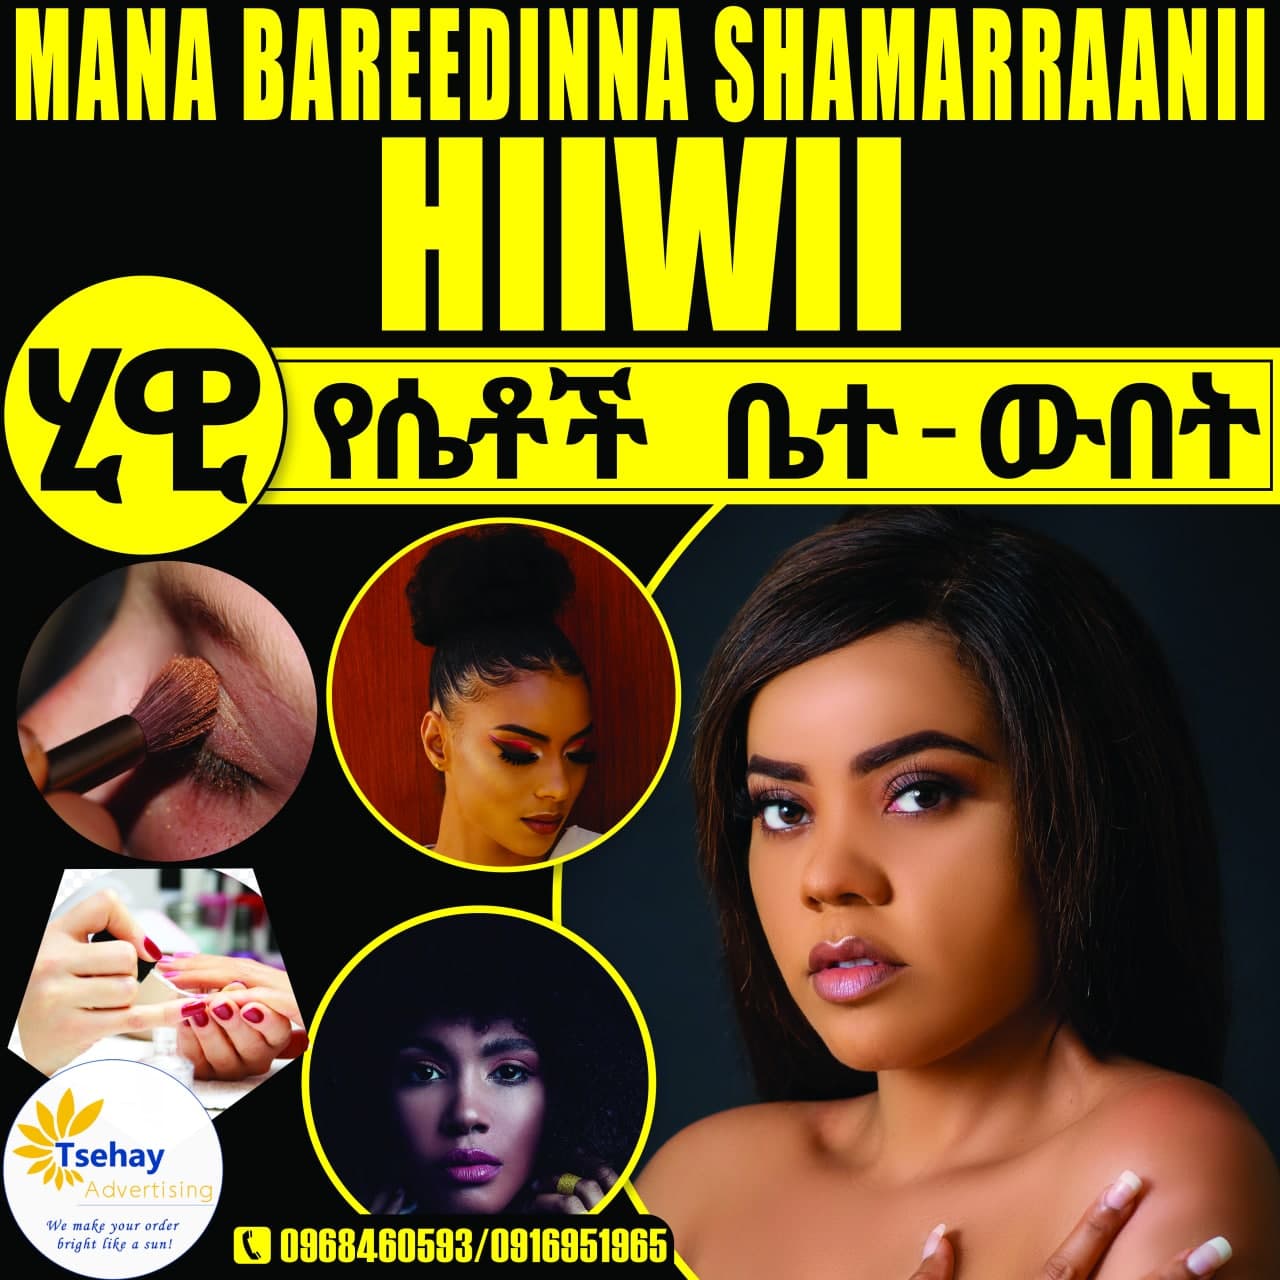 MANA BAREEDINNA SHAMARRAANII
HIIWII
ሂዊ
የሴቶች ቤተ-ውበት
Tsehay
Advertising
We make your order
bright like a sun!
0968460593/0916951965